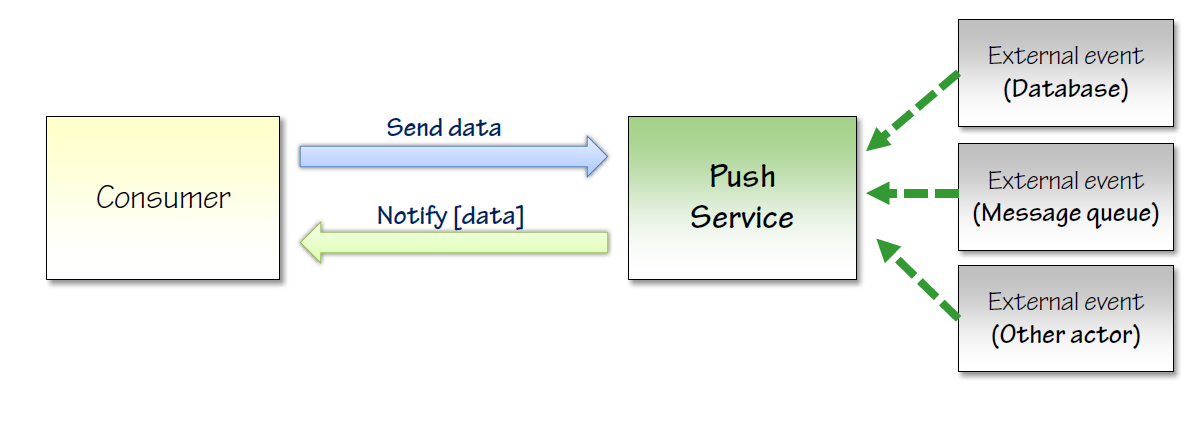 Consumer
Send data
Notify [data]
Push
Service
External event
(Database)
External event
(Message queue)
External event
(Other actor)